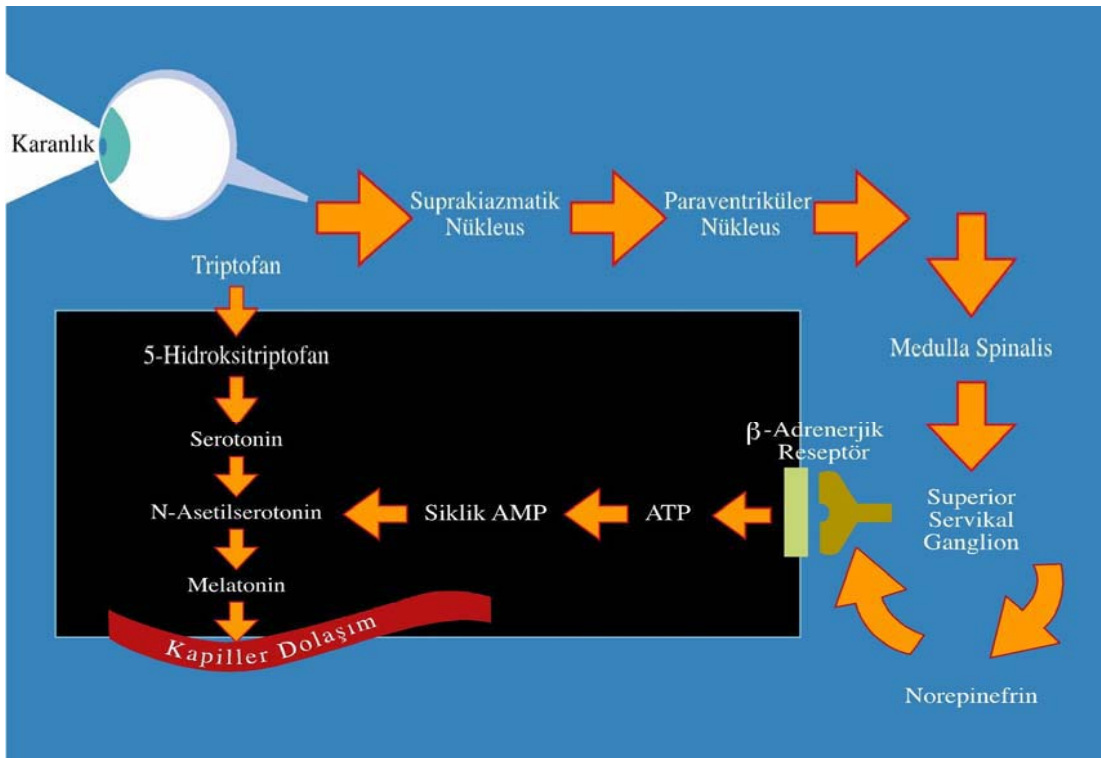 Karanlık
Suprakiazmatik
Nükleus
Paraventriküler
Nükleus
Triptofan
5-Hidroksitriptofan
Medulla Spinalis
Serotonin
β-Adrenerjik
Reseptör
N-Asetilserotonin
Siklik AMP
ATP
Superior
Servikal
Ganglion
Melatonin
Kapiller Dolaşım
Norepinefrin